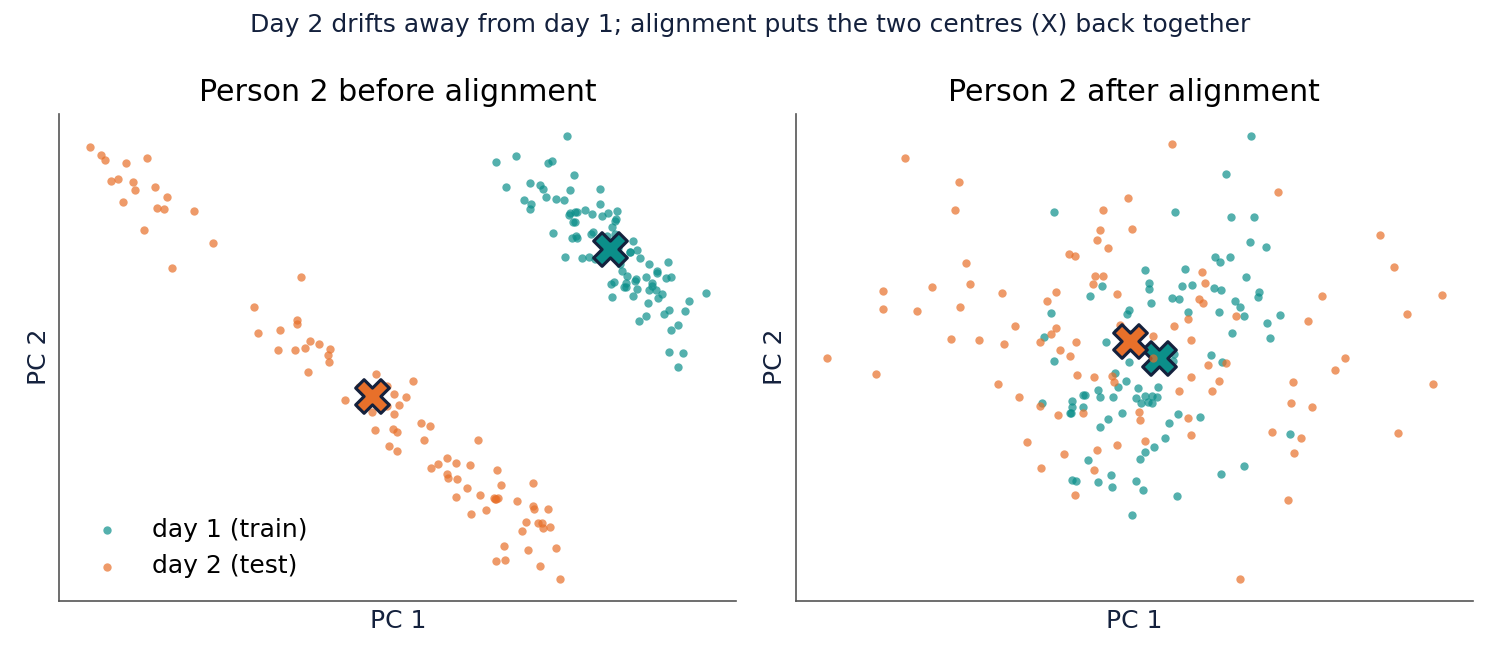 Day 2 drifts away from day 1; alignment puts the two centres (X) back together
Person 2 before alignment
PC 2
day 1 (train)
day 2 (test)
PC 1
Person 2 after alignment
PC 2
PC 1